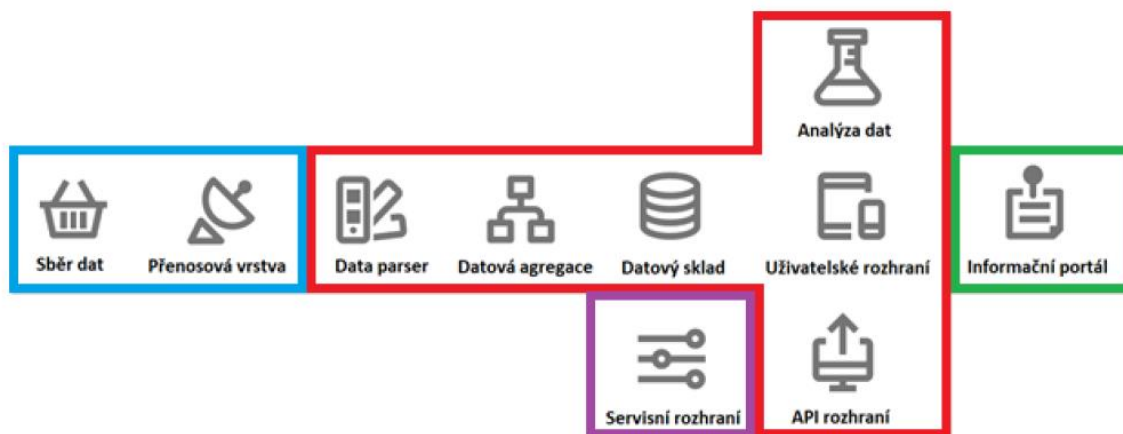 Analýza dat
Sběr dat
Přenosová vrstva
Data parser
Datová agregace
Datový sklad
Uživatelské rozhraní
Informační portál
Servisní rozhraní
API rozhraní